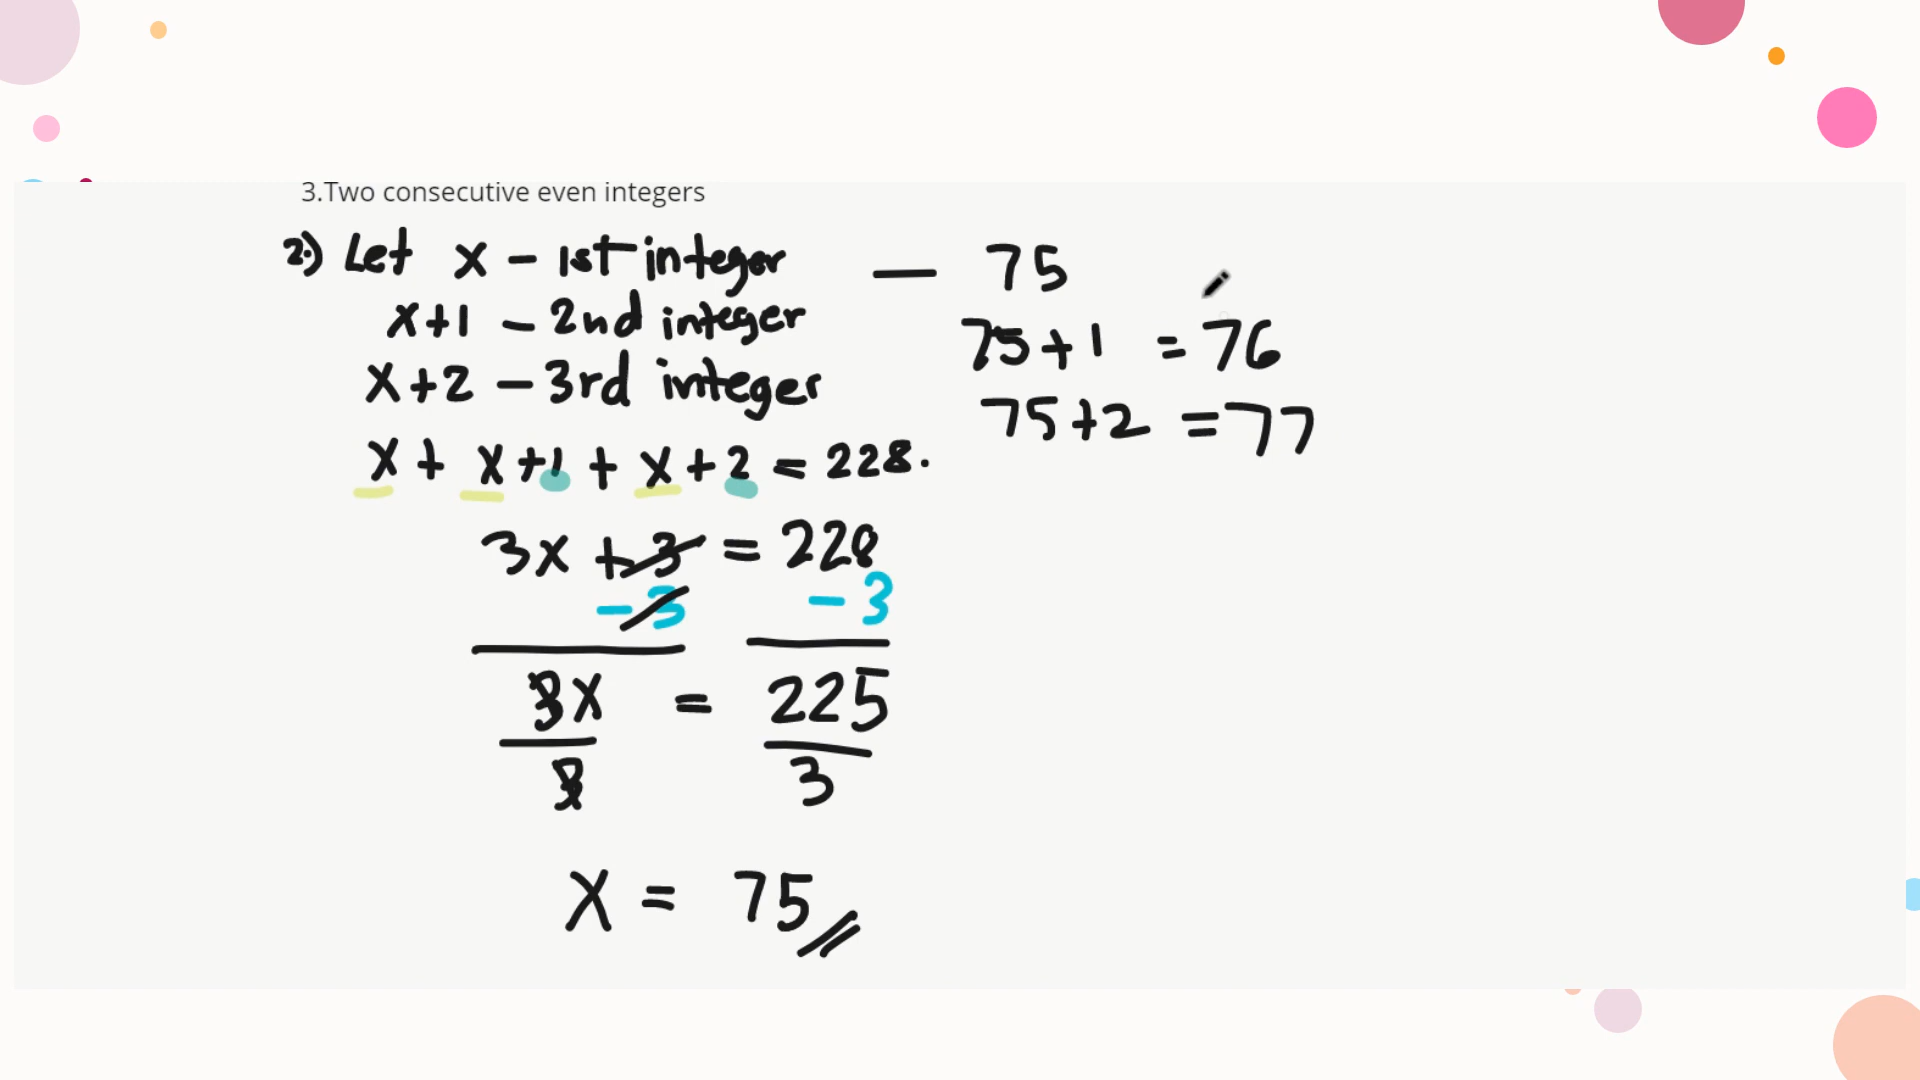 3.Two consecutive even integers
2.) Let x - 1st integer — 75
x+1 - 2nd integer 75+1 = 76
x+2 - 3rd integer 75+2 = 77
x + x+1 + x+2 = 228.
3x + 3 = 228
-3 -3
3x = 225
3 3
x = 75